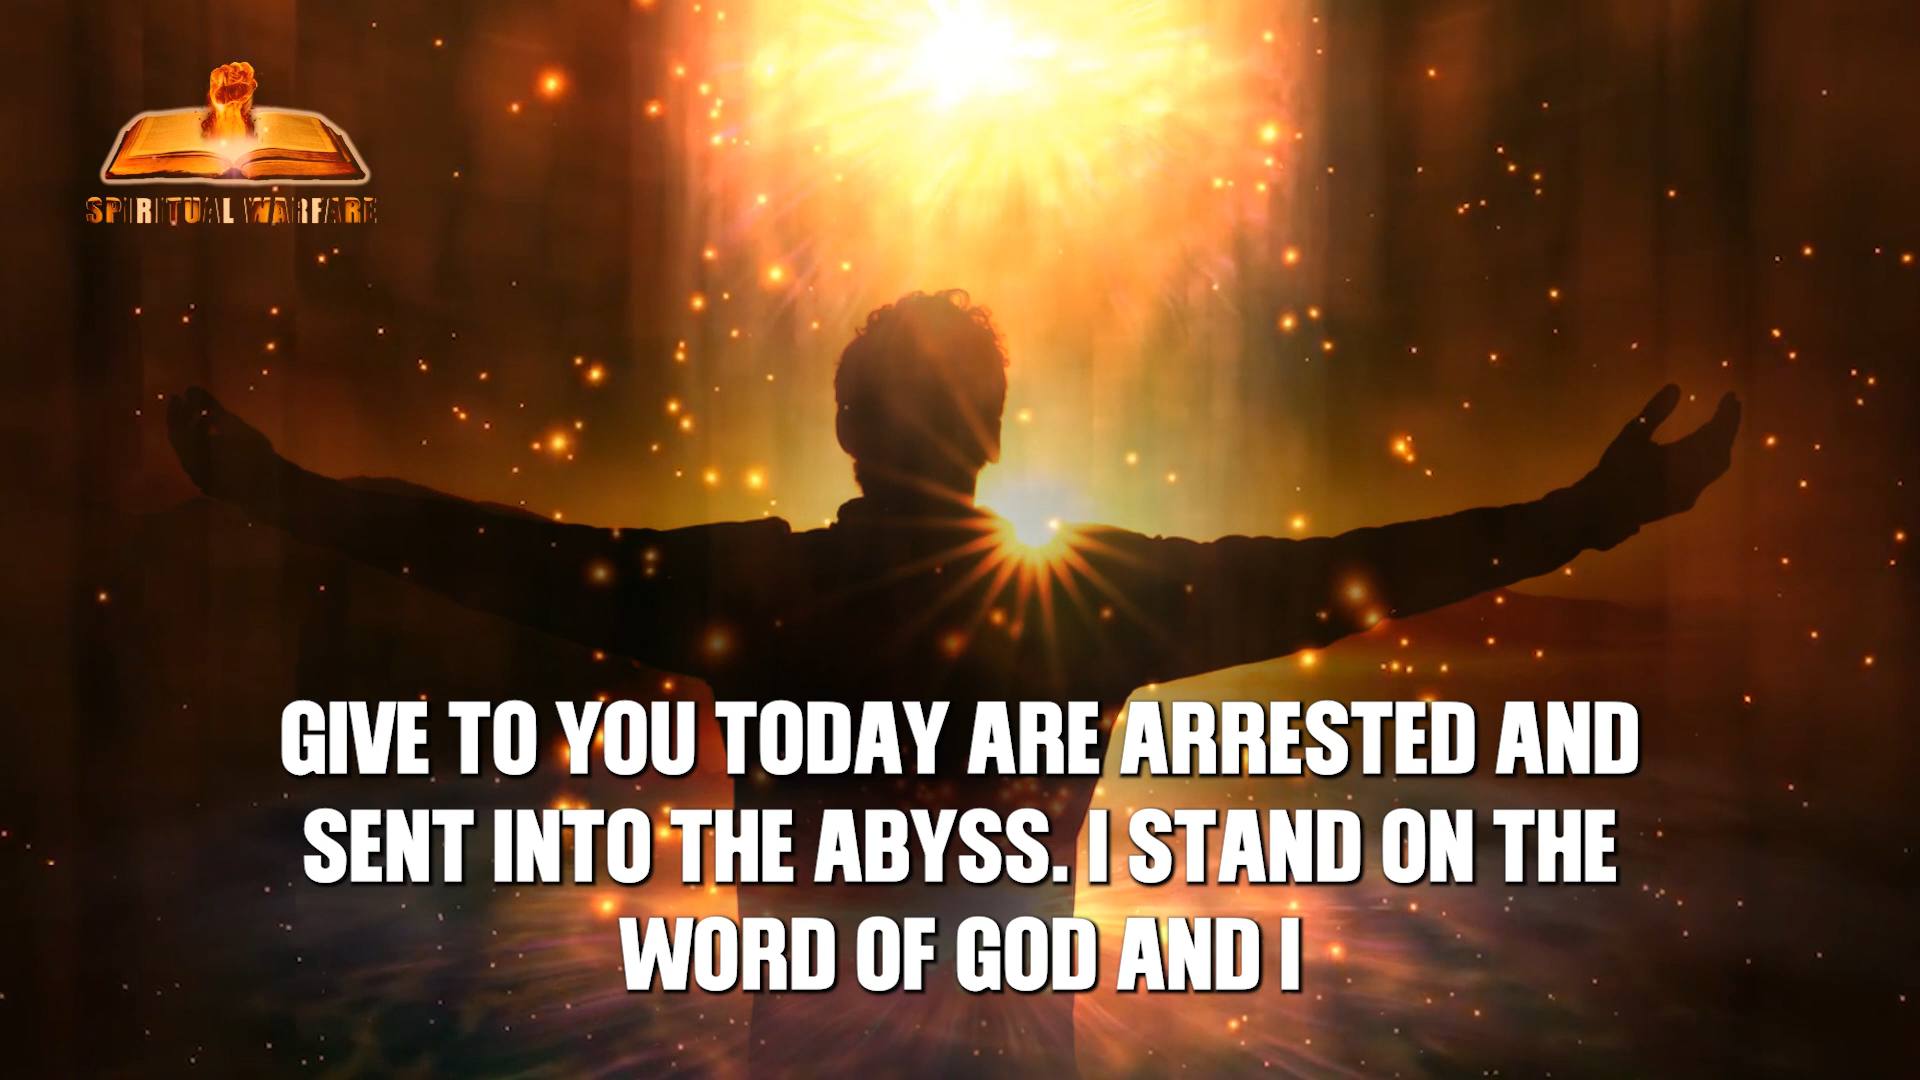 SPIRITUAL WARFARE
GIVE TO YOU TODAY ARE ARRESTED AND
SENT INTO THE ABYSS. I STAND ON THE
WORD OF GOD AND I